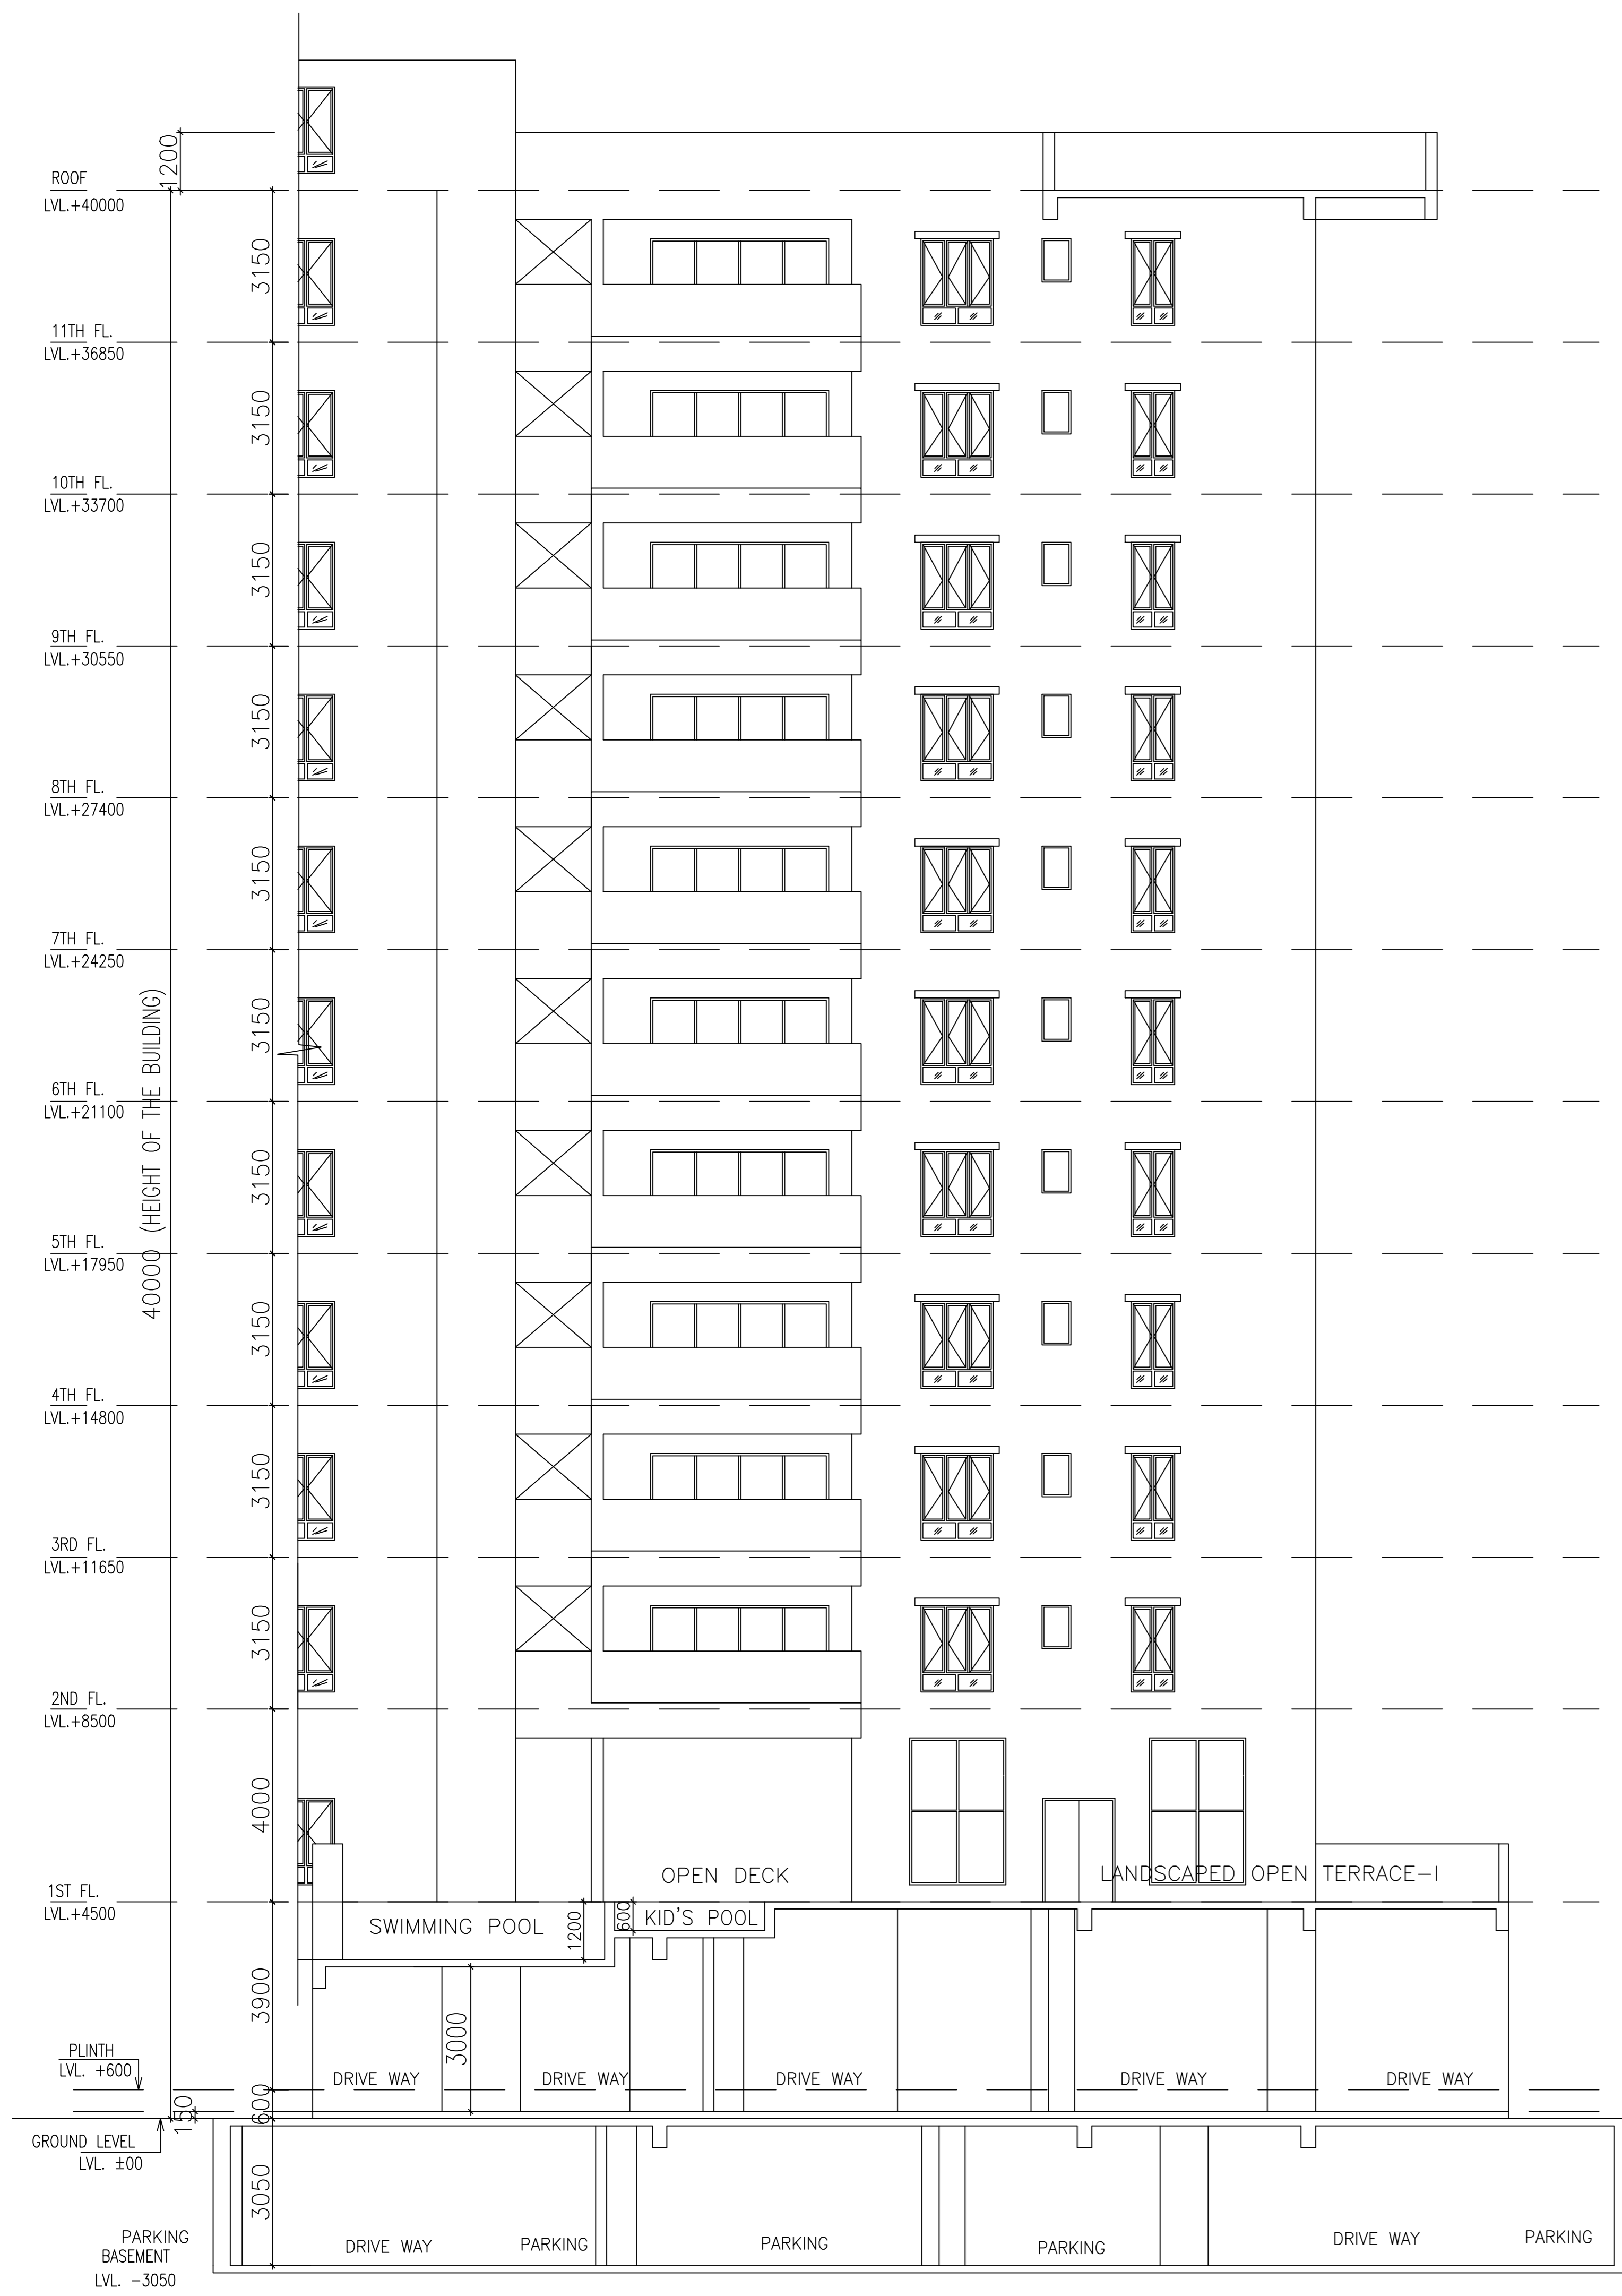 1200
ROOF
LVL.+40000
3150
11TH FL.
LVL.+36850
3150
10TH FL.
LVL.+33700
3150
9TH FL.
LVL.+30550
3150
8TH FL.
LVL.+27400
3150
7TH FL.
LVL.+24250
40000 (HEIGHT OF THE BUILDING)
3150
6TH FL.
LVL.+21100
3150
5TH FL.
LVL.+17950
3150
4TH FL.
LVL.+14800
3150
3RD FL.
LVL.+11650
3150
2ND FL.
LVL.+8500
4000
OPEN DECK
LANDSCAPED OPEN TERRACE-I
1ST FL.
LVL.+4500
SWIMMING POOL
1200
600
KID'S POOL
3900
3000
PLINTH
LVL. +600
DRIVE WAY
DRIVE WAY
DRIVE WAY
DRIVE WAY
DRIVE WAY
150
600
GROUND LEVEL
LVL. ±00
3050
PARKING
BASEMENT
LVL. -3050
DRIVE WAY
PARKING
PARKING
PARKING
DRIVE WAY
PARKING